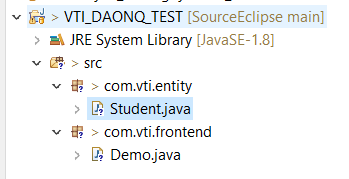 > VTI_DAONQ_TEST [SourceEclipse main]
JRE System Library [JavaSE-1.8]
> src
> com.vti.entity
> Student.java
> com.vti.frontend
> Demo.java